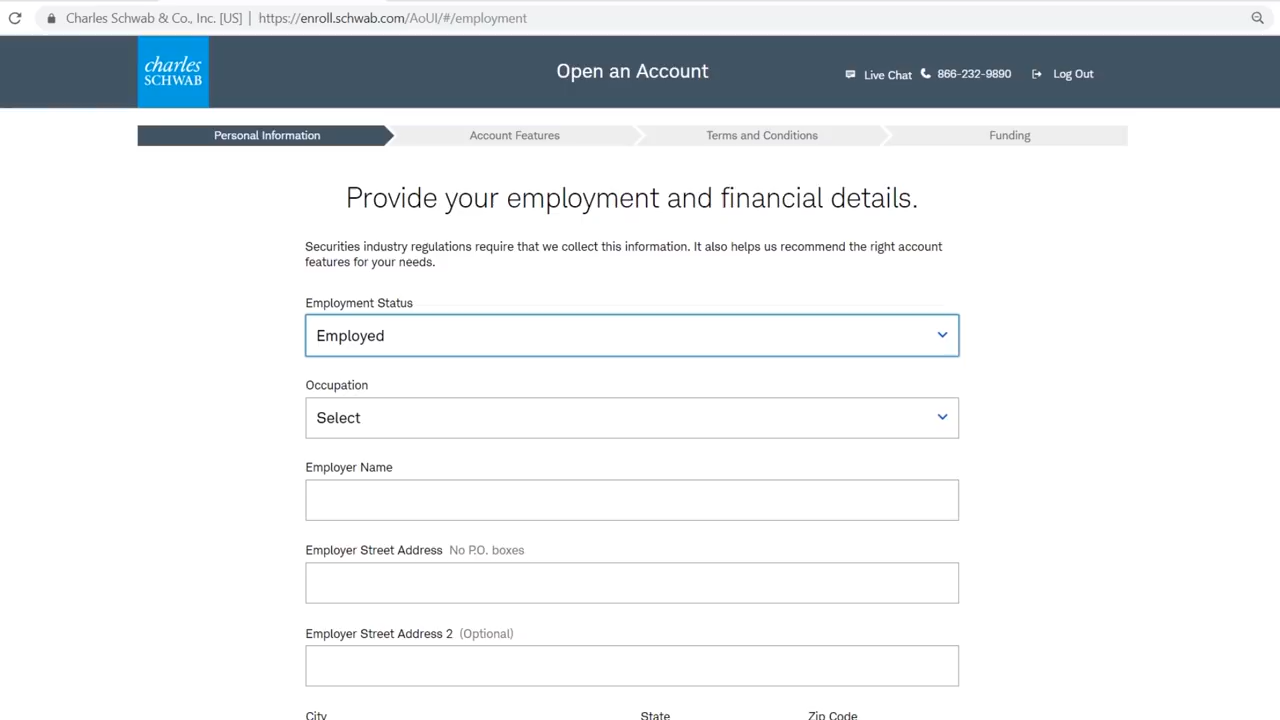 Charles Schwab & Co., Inc. [US] | https://enroll.schwab.com/AoUI/#/employment
charles
SCHWAB
Open an Account
Live Chat
866-232-9890
Log Out
Personal Information
Account Features
Terms and Conditions
Funding
Provide your employment and financial details.
Securities industry regulations require that we collect this information. It also helps us recommend the right account
features for your needs.
Employment Status
Employed
Occupation
Select
Employer Name
Employer Street Address No P.O. boxes
Employer Street Address 2 (Optional)
City State Zip Code